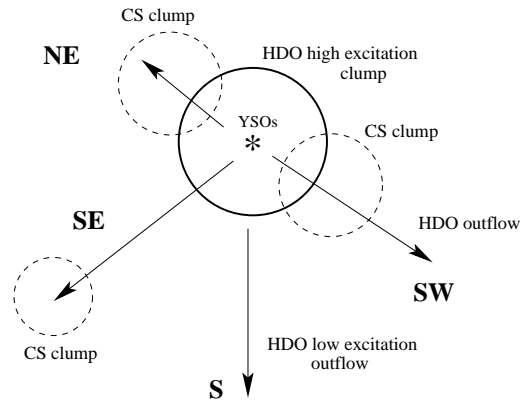 CS clump
NE
HDO high excitation
clump
YSOs
*
CS clump
SE
HDO outflow
SW
CS clump
HDO low excitation
outflow
S